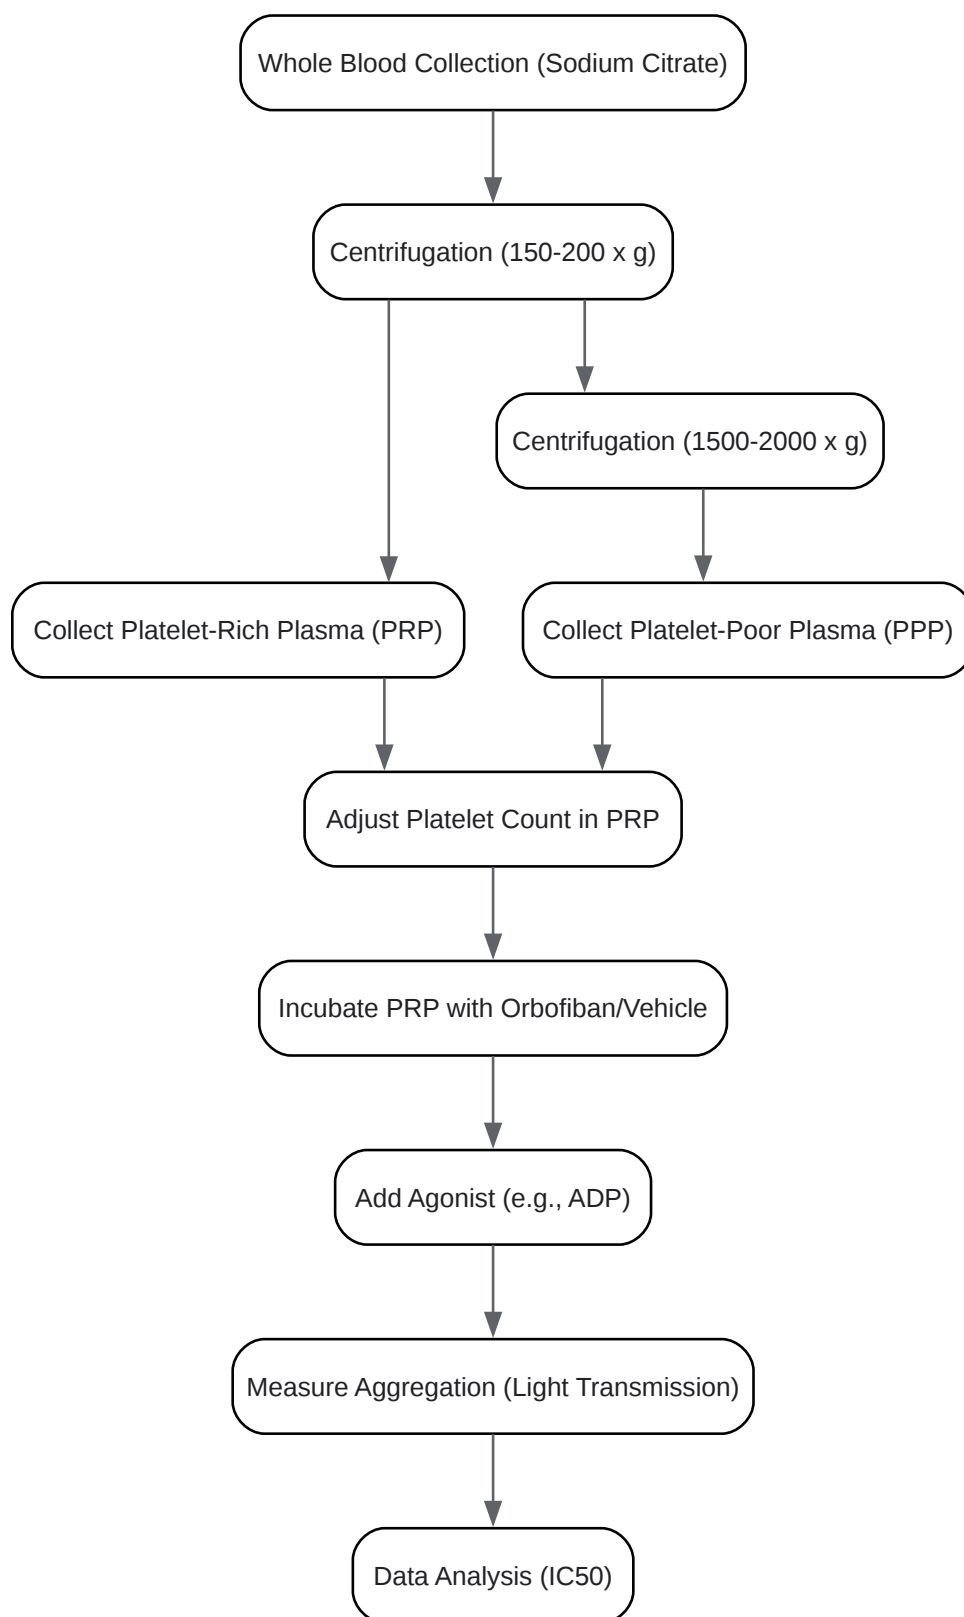 Whole Blood Collection (Sodium Citrate)
Centrifugation (150-200 x g)
Centrifugation (1500-2000 x g)
Collect Platelet-Rich Plasma (PRP)
Collect Platelet-Poor Plasma (PPP)
Adjust Platelet Count in PRP
Incubate PRP with Orbofiban/Vehicle
Add Agonist (e.g., ADP)
Measure Aggregation (Light Transmission)
Data Analysis (IC50)